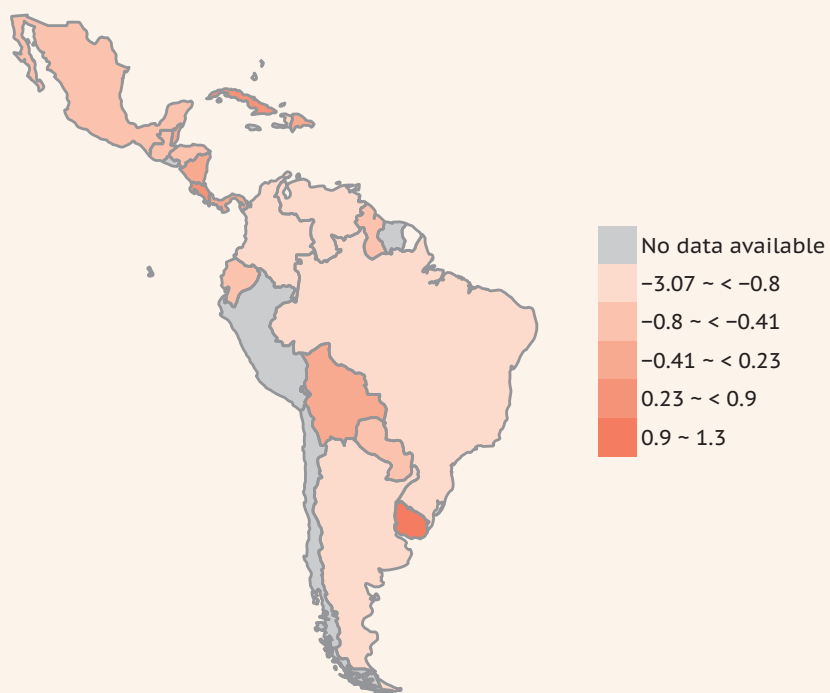 No data available
−3.07 ~ < −0.8
−0.8 ~ < −0.41
−0.41 ~ < 0.23
0.23 ~ < 0.9
0.9 ~ 1.3